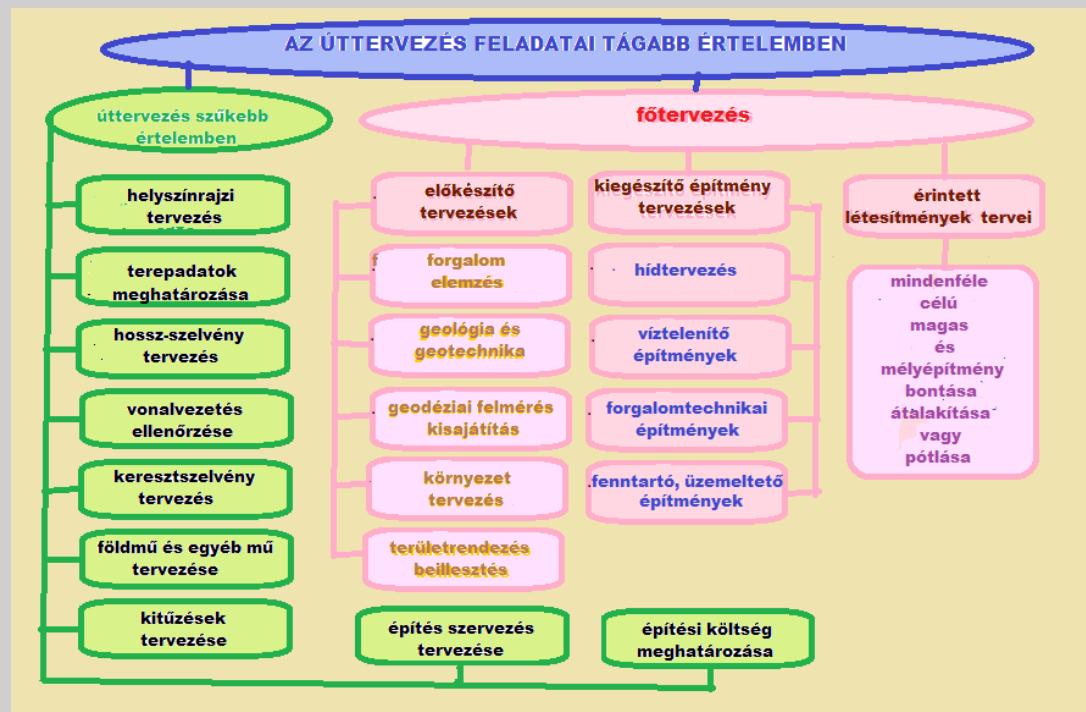 AZ ÚTTERVEZÉS FELADATAI TÁGABB ÉRTELEMBEN
úttervezés szűkebb
értelemben
helyszínrajzi
tervezés
terepadatok
meghatározása
hossz-szelvény
tervezés
vonalvezetés
ellenőrzése
keresztszelvény
tervezés
földmű és egyéb mű
tervezése
kitűzések
tervezése
építés szervezés
tervezése
építési költség
meghatározása
főtervezés
előkészítő
tervezések
forgalom
elemzés
geológia és
geotechnika
geodéziai felmérés
kisajátítás
környezet
tervezés
területrendezés
beillesztés
kiegészítő építmény
tervezések
hídtervezés
víztelenítő
építmények
forgalomtechnikai
építmények
fenntartó, üzemeltető
építmények
érintett
létesítmények tervei
mindenféle
célú
magas
és
mélyépítmény
bontása
átalakítása
vagy
pótlása